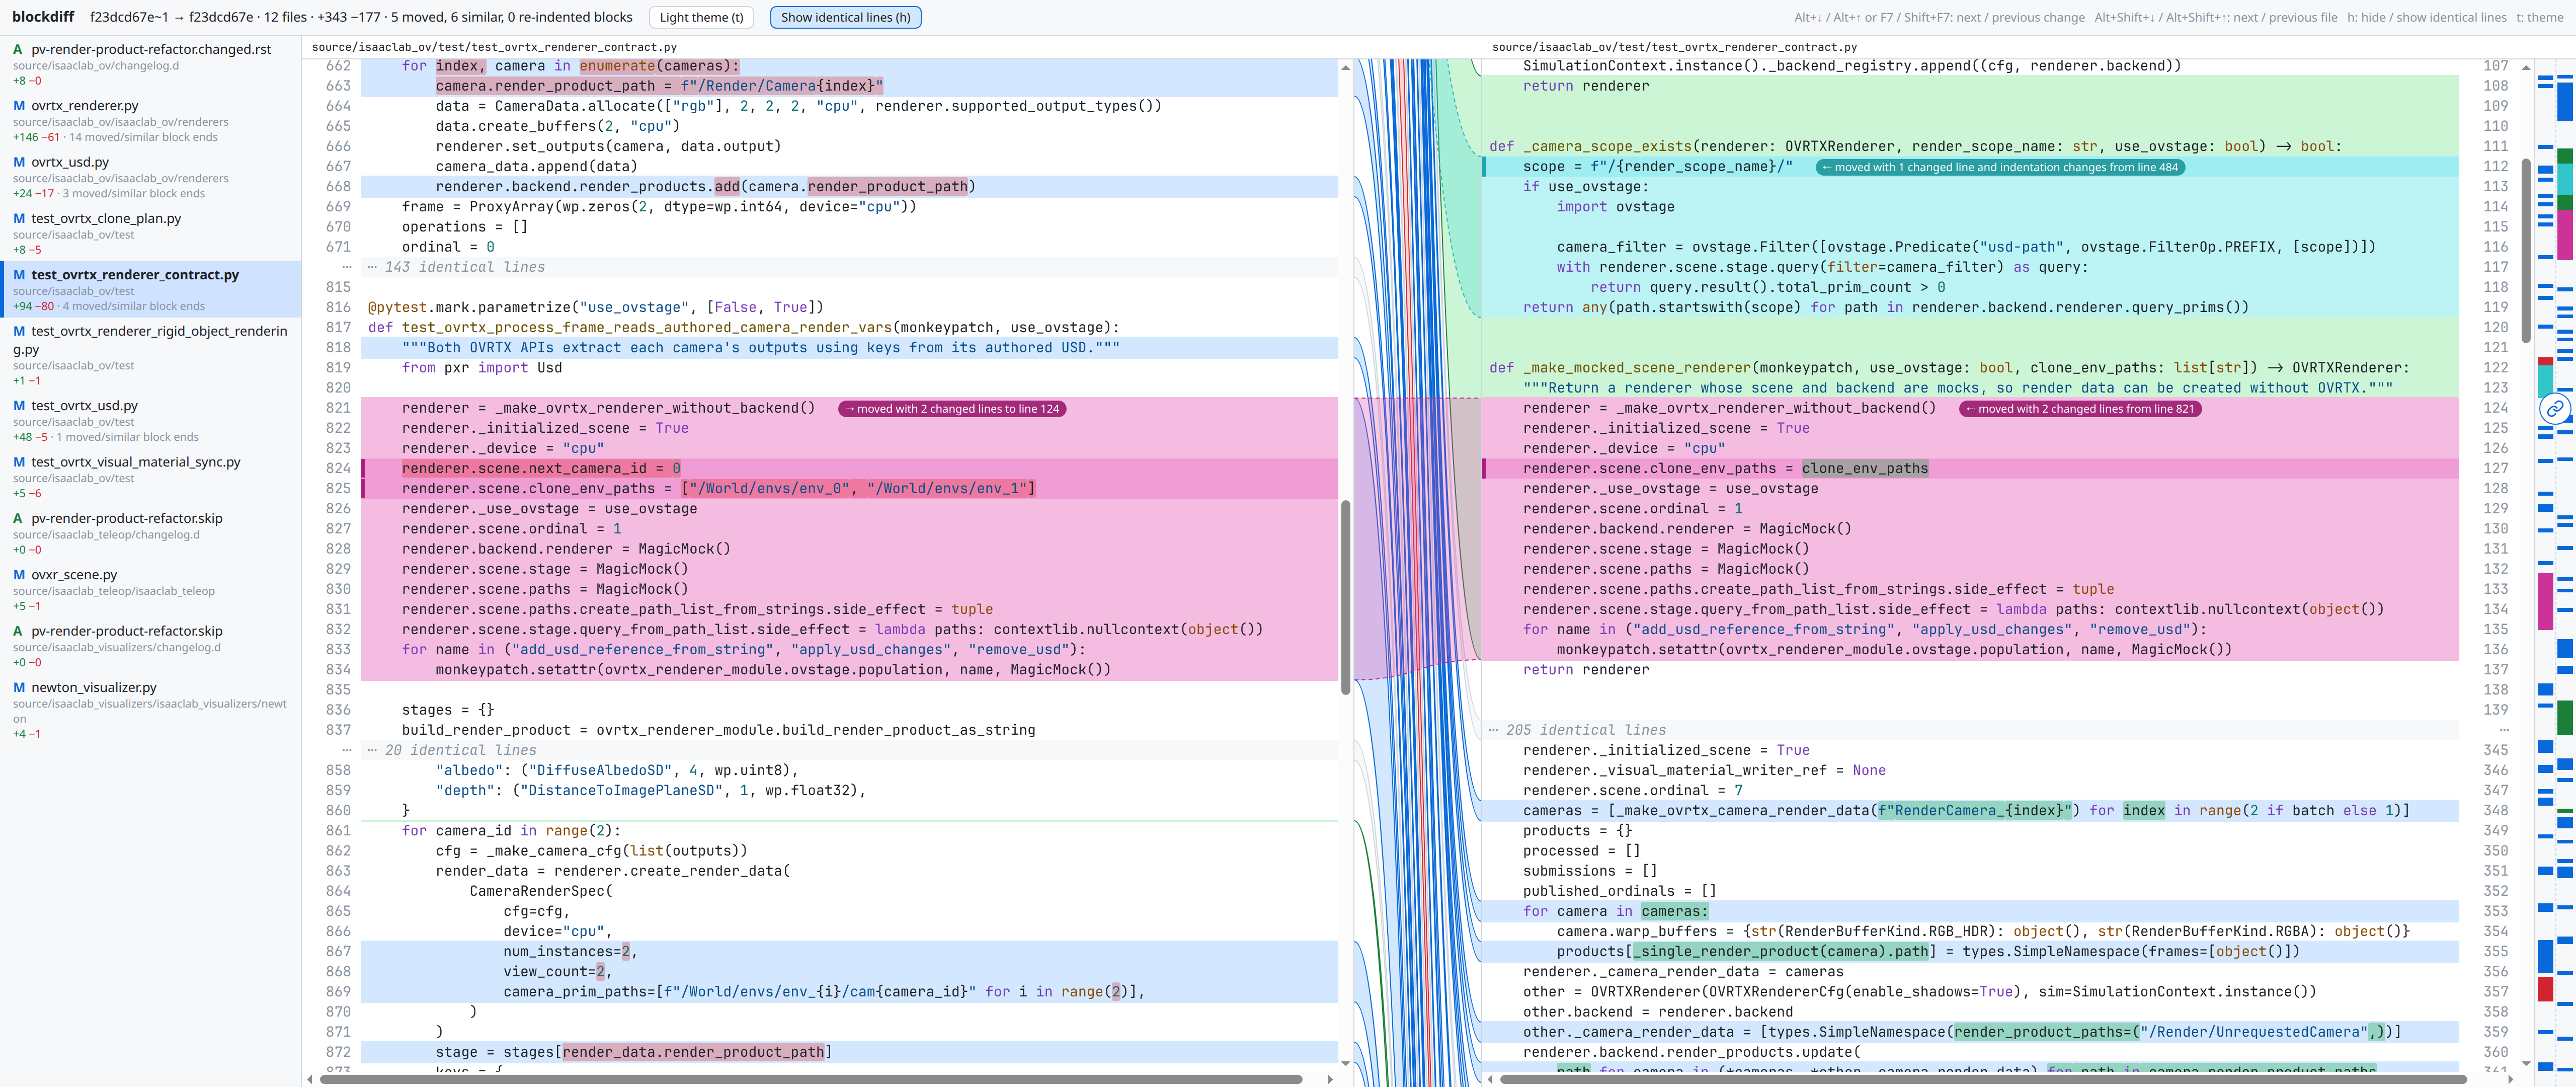 blockdiff f23dcd67e~1 → f23dcd67e · 12 files · +343 −177 · 5 moved, 6 similar, 0 re-indented blocks Light theme (t) Show identical lines (h) Alt+↓ / Alt+↑ or F7 / Shift+F7: next / previous change Alt+Shift+↓ / Alt+Shift+↑: next / previous file h: hide / show identical lines t: theme
A pv-render-product-refactor.changed.rst
source/isaaclab_ov/changelog.d
+8 −0
M ovrtx_renderer.py
source/isaaclab_ov/isaaclab_ov/renderers
+146 −61 · 14 moved/similar block ends
M ovrtx_usd.py
source/isaaclab_ov/isaaclab_ov/renderers
+24 −17 · 3 moved/similar block ends
M test_ovrtx_clone_plan.py
source/isaaclab_ov/test
+8 −5
M test_ovrtx_renderer_contract.py
source/isaaclab_ov/test
+94 −80 · 4 moved/similar block ends
M test_ovrtx_renderer_rigid_object_renderin
g.py
source/isaaclab_ov/test
+1 −1
M test_ovrtx_usd.py
source/isaaclab_ov/test
+48 −5 · 1 moved/similar block ends
M test_ovrtx_visual_material_sync.py
source/isaaclab_ov/test
+5 −6
A pv-render-product-refactor.skip
source/isaaclab_teleop/changelog.d
+0 −0
M ovxr_scene.py
source/isaaclab_teleop/isaaclab_teleop
+5 −1
A pv-render-product-refactor.skip
source/isaaclab_visualizers/changelog.d
+0 −0
M newton_visualizer.py
source/isaaclab_visualizers/isaaclab_visualizers/newt
on
+4 −1
source/isaaclab_ov/test/test_ovrtx_renderer_contract.py
662 for index, camera in enumerate(cameras):
663 camera.render_product_path = f"/Render/Camera{index}"
664 data = CameraData.allocate(["rgb"], 2, 2, 2, "cpu", renderer.supported_output_types())
665 data.create_buffers(2, "cpu")
666 renderer.set_outputs(camera, data.output)
667 camera_data.append(data)
668 renderer.backend.render_products.add(camera.render_product_path)
669 frame = ProxyArray(wp.zeros(2, dtype=wp.int64, device="cpu"))
670 operations = []
671 ordinal = 0
⋯ ⋯ 143 identical lines
815
816 @pytest.mark.parametrize("use_ovstage", [False, True])
817 def test_ovrtx_process_frame_reads_authored_camera_render_vars(monkeypatch, use_ovstage):
818 """Both OVRTX APIs extract each camera's outputs using keys from its authored USD."""
819 from pxr import Usd
820
821 renderer = _make_ovrtx_renderer_without_backend() → moved with 2 changed lines to line 124
822 renderer._initialized_scene = True
823 renderer._device = "cpu"
824 renderer.scene.next_camera_id = 0
825 renderer.scene.clone_env_paths = ["/World/envs/env_0", "/World/envs/env_1"]
826 renderer._use_ovstage = use_ovstage
827 renderer.scene.ordinal = 1
828 renderer.backend.renderer = MagicMock()
829 renderer.scene.stage = MagicMock()
830 renderer.scene.paths = MagicMock()
831 renderer.scene.paths.create_path_list_from_strings.side_effect = tuple
832 renderer.scene.stage.query_from_path_list.side_effect = lambda paths: contextlib.nullcontext(object())
833 for name in ("add_usd_reference_from_string", "apply_usd_changes", "remove_usd"):
834 monkeypatch.setattr(ovrtx_renderer_module.ovstage.population, name, MagicMock())
835
836 stages = {}
837 build_render_product = ovrtx_renderer_module.build_render_product_as_string
⋯ ⋯ 20 identical lines
858 "albedo": ("DiffuseAlbedoSD", 4, wp.uint8),
859 "depth": ("DistanceToImagePlaneSD", 1, wp.float32),
860 }
861 for camera_id in range(2):
862 cfg = _make_camera_cfg(list(outputs))
863 render_data = renderer.create_render_data(
864 CameraRenderSpec(
865 cfg=cfg,
866 device="cpu",
867 num_instances=2,
868 view_count=2,
869 camera_prim_paths=[f"/World/envs/env_{i}/cam{camera_id}" for i in range(2)],
870 )
871 )
872 stage = stages[render_data.render_product_path]
873 keys = {
source/isaaclab_ov/test/test_ovrtx_renderer_contract.py
SimulationContext.instance()._backend_registry.append((cfg, renderer.backend)) 107
return renderer 108
109
110
def _camera_scope_exists(renderer: OVRTXRenderer, render_scope_name: str, use_ovstage: bool) → bool: 111
scope = f"/{render_scope_name}/" ← moved with 1 changed line and indentation changes from line 484 112
if use_ovstage: 113
import ovstage 114
115
camera_filter = ovstage.Filter([ovstage.Predicate("usd-path", ovstage.FilterOp.PREFIX, [scope])]) 116
with renderer.scene.stage.query(filter=camera_filter) as query: 117
return query.result().total_prim_count > 0 118
return any(path.startswith(scope) for path in renderer.backend.renderer.query_prims()) 119
120
121
def _make_mocked_scene_renderer(monkeypatch, use_ovstage: bool, clone_env_paths: list[str]) → OVRTXRenderer: 122
"""Return a renderer whose scene and backend are mocks, so render data can be created without OVRTX.""" 123
renderer = _make_ovrtx_renderer_without_backend() ← moved with 2 changed lines from line 821 124
renderer._initialized_scene = True 125
renderer._device = "cpu" 126
renderer.scene.clone_env_paths = clone_env_paths 127
renderer._use_ovstage = use_ovstage 128
renderer.scene.ordinal = 1 129
renderer.backend.renderer = MagicMock() 130
renderer.scene.stage = MagicMock() 131
renderer.scene.paths = MagicMock() 132
renderer.scene.paths.create_path_list_from_strings.side_effect = tuple 133
renderer.scene.stage.query_from_path_list.side_effect = lambda paths: contextlib.nullcontext(object()) 134
for name in ("add_usd_reference_from_string", "apply_usd_changes", "remove_usd"): 135
monkeypatch.setattr(ovrtx_renderer_module.ovstage.population, name, MagicMock()) 136
return renderer 137
138
139
⋯ 205 identical lines ⋯
renderer._initialized_scene = True 345
renderer._visual_material_writer_ref = None 346
renderer.scene.ordinal = 7 347
cameras = [_make_ovrtx_camera_render_data(f"RenderCamera_{index}") for index in range(2 if batch else 1)] 348
products = {} 349
processed = [] 350
submissions = [] 351
published_ordinals = [] 352
for camera in cameras: 353
camera.warp_buffers = {str(RenderBufferKind.RGB_HDR): object(), str(RenderBufferKind.RGBA): object()} 354
products[_single_render_product(camera).path] = types.SimpleNamespace(frames=[object()]) 355
renderer._camera_render_data = cameras 356
other = OVRTXRenderer(OVRTXRendererCfg(enable_shadows=True), sim=SimulationContext.instance()) 357
other.backend = renderer.backend 358
other._camera_render_data = [types.SimpleNamespace(render_product_paths=("/Render/UnrequestedCamera",))] 359
renderer.backend.render_products.update( 360
path for camera in (*cameras, *other._camera_render_data) for path in camera.render_product_paths 361